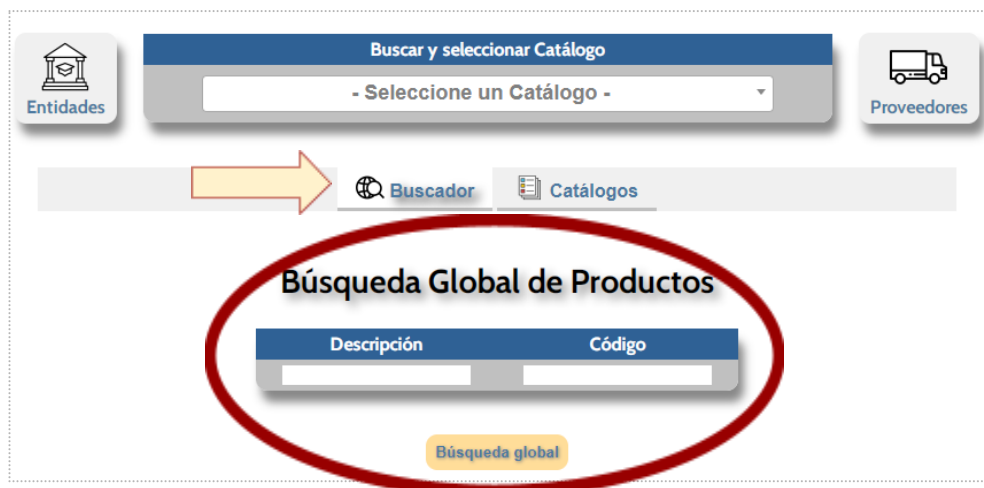 Buscar y seleccionar Catálogo
- Seleccione un Catálogo -
Entidades
Proveedores
Buscador
Catálogos
Búsqueda Global de Productos
Descripción Código
Búsqueda global